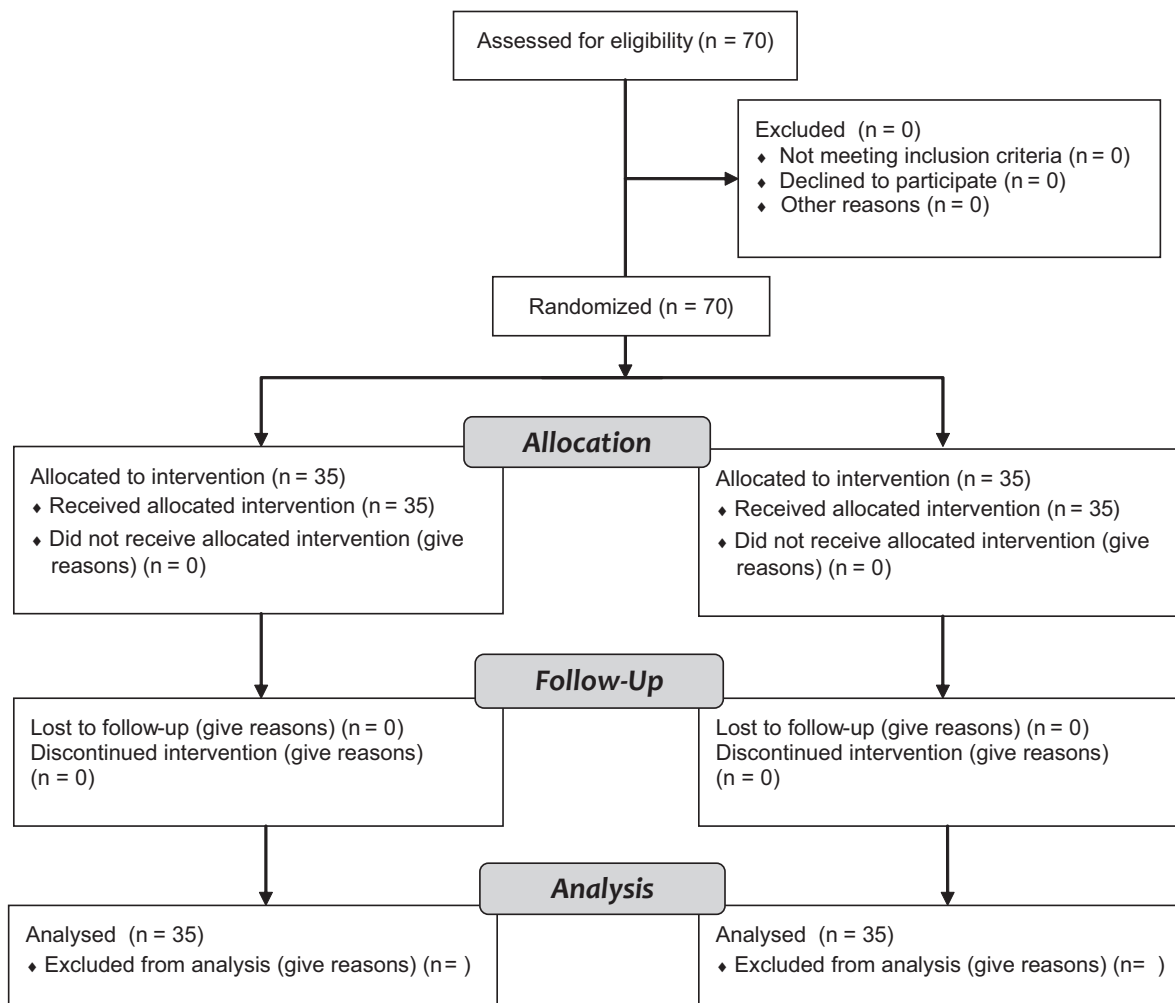 Assessed for eligibility (n = 70)
Excluded (n = 0)
♦ Not meeting inclusion criteria (n = 0)
♦ Declined to participate (n = 0)
♦ Other reasons (n = 0)
Randomized (n = 70)
Allocation
Allocated to intervention (n = 35)
♦ Received allocated intervention (n = 35)
♦ Did not receive allocated intervention (give
reasons) (n = 0)
Allocated to intervention (n = 35)
♦ Received allocated intervention (n = 35)
♦ Did not receive allocated intervention (give
reasons) (n = 0)
Follow-Up
Lost to follow-up (give reasons) (n = 0)
Discontinued intervention (give reasons)
(n = 0)
Lost to follow-up (give reasons) (n = 0)
Discontinued intervention (give reasons)
(n = 0)
Analysis
Analysed (n = 35)
♦ Excluded from analysis (give reasons) (n= )
Analysed (n = 35)
♦ Excluded from analysis (give reasons) (n= )